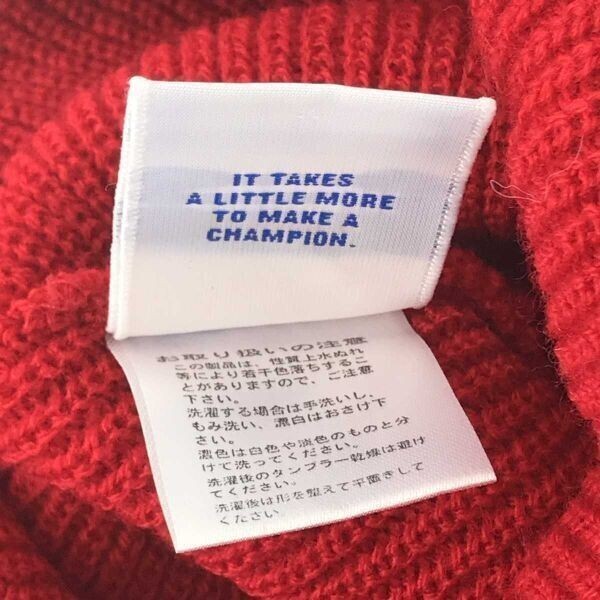 IT TAKES
A LITTLE MORE
TO MAKE A
CHAMPION.
お取り扱いの注意
この製品は、性質上水ぬれ
等により若干色落ちするこ
とがありますので、ご注意
下さい。
洗濯する場合は手洗いし、
もみ洗い、漂白はおさけ下
さい。
濃色は白色や淡色のものと分
けて洗ってください。
洗濯後のタンブラー乾燥は避け
てください。
洗濯後は形を整えて平置きして
ください